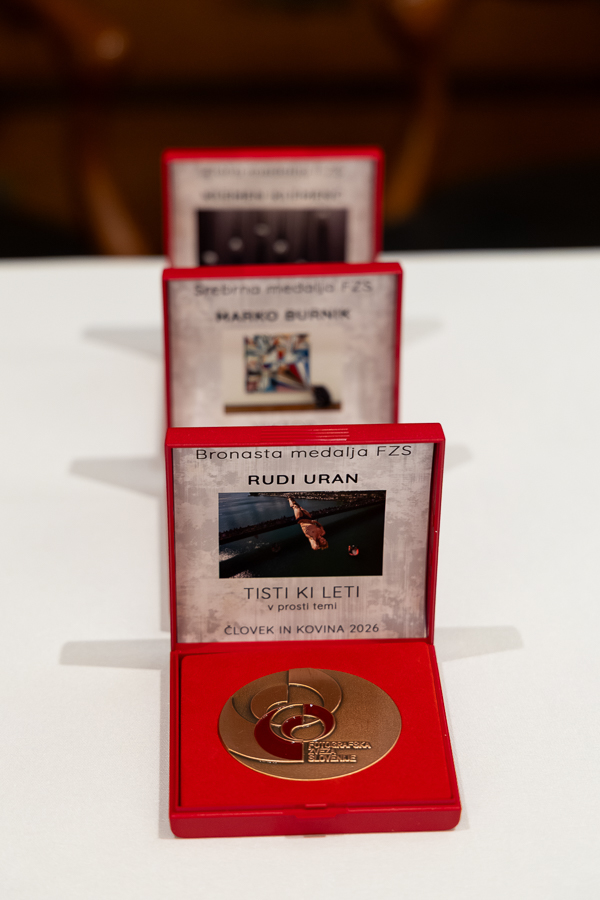 Srebrna medalja FZS
MARKO BURNIK
Bronasta medalja FZS
RUDI URAN
TISTI KI LETI
v prosti temi
ČLOVEK IN KOVINA 2026
FOTOGRAFSKA
ZVEZA
SLOVENIJE